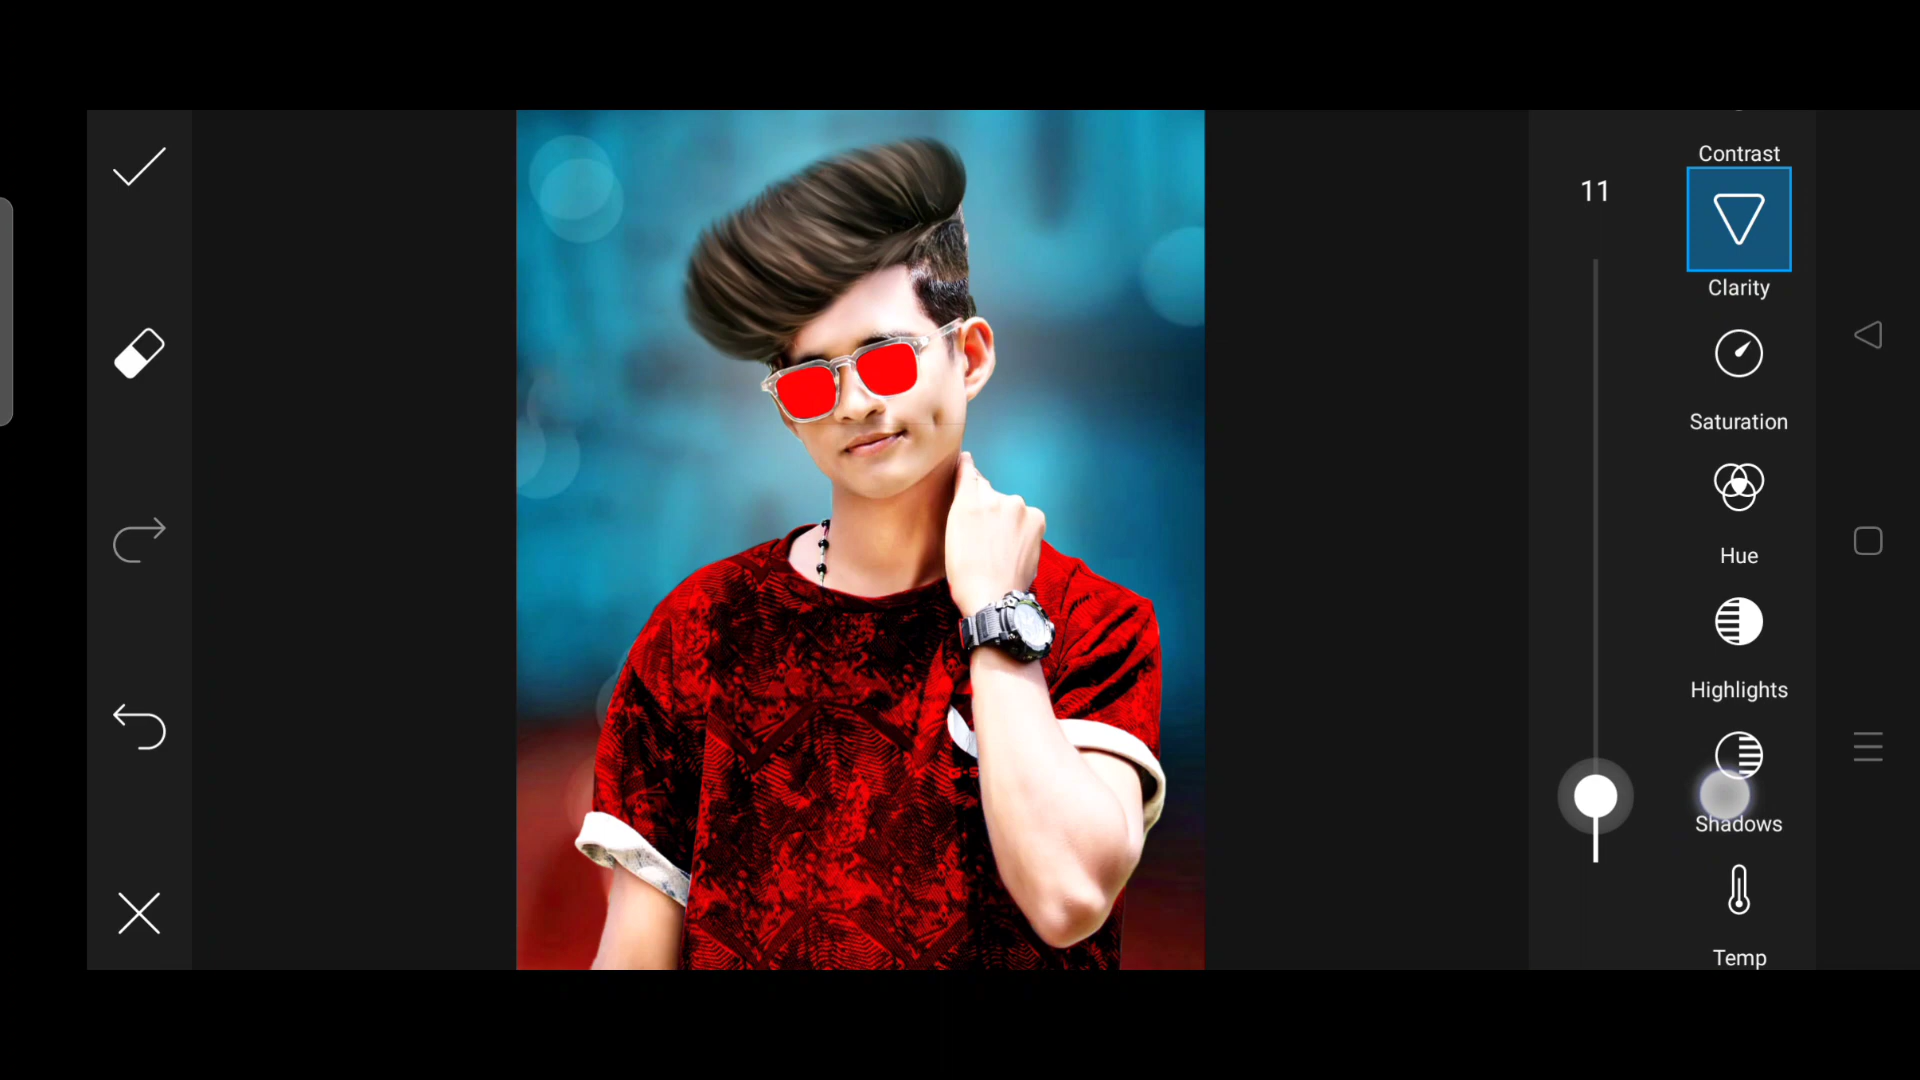 Contrast
11
Clarity
Saturation
Hue
Highlights
Shadows
Temp
G-S